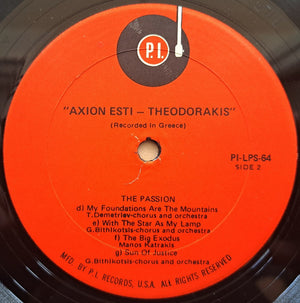 P.I.
"AXION ESTI – THEODORAKIS"
(Recorded in Greece)
PI-LPS-64
SIDE 2
THE PASSION
d) My Foundations Are The Mountains
T. Demetriev-chorus and orchestra
e) With The Star As My Lamp
G. Bithilkotsis-chorus and orchestra
f) The Big Exodus
Manos Katrakis
g) Sun Of Justice
G. Bithilkotsis-chorus and orchestra
MFD. BY P.I. RECORDS, U.S.A. ALL RIGHTS RESERVED.